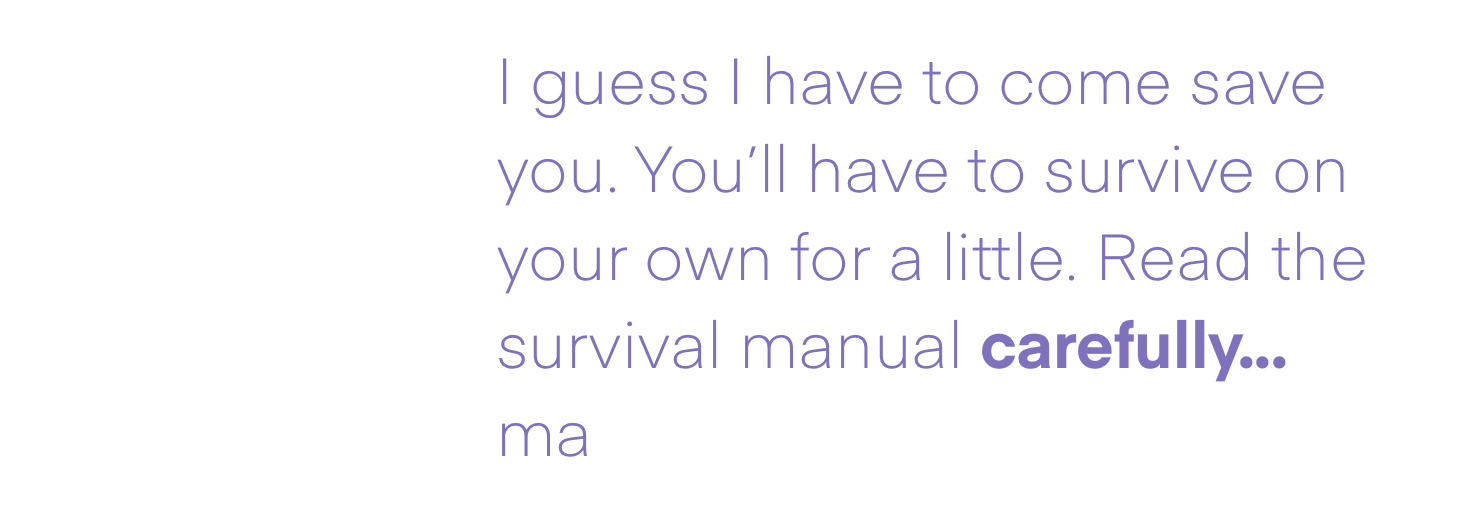 I guess I have to come save
you. You’ll have to survive on
your own for a little. Read the
survival manual carefully...
ma